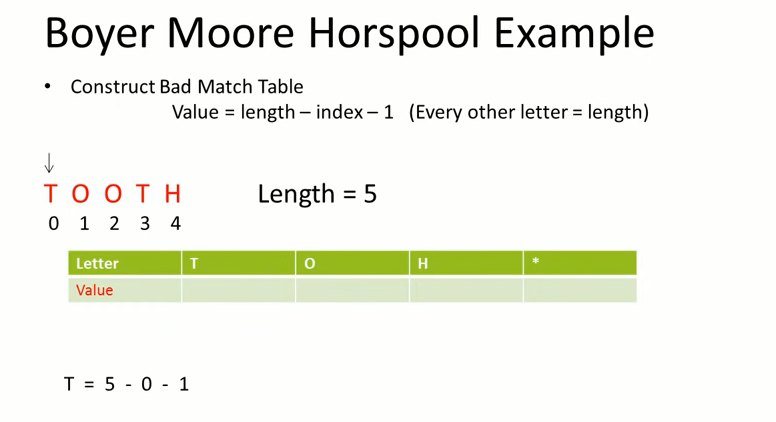 Boyer Moore Horspool Example
• Construct Bad Match Table
Value = length – index – 1 (Every other letter = length)
↓
T O O T H Length = 5
0 1 2 3 4
Letter T O H *
Value
T = 5 - 0 - 1